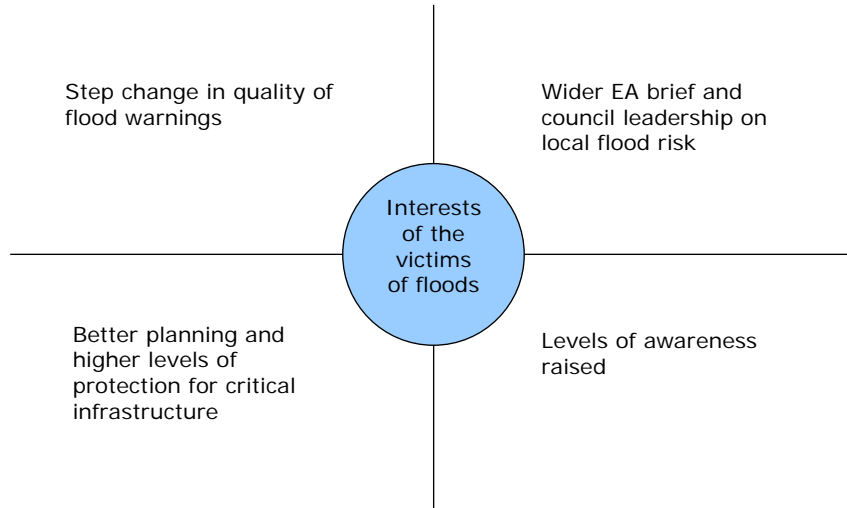 Step change in quality of
flood warnings
Wider EA brief and
council leadership on
local flood risk
Interests
of the
victims
of floods
Better planning and
higher levels of
protection for critical
infrastructure
Levels of awareness
raised